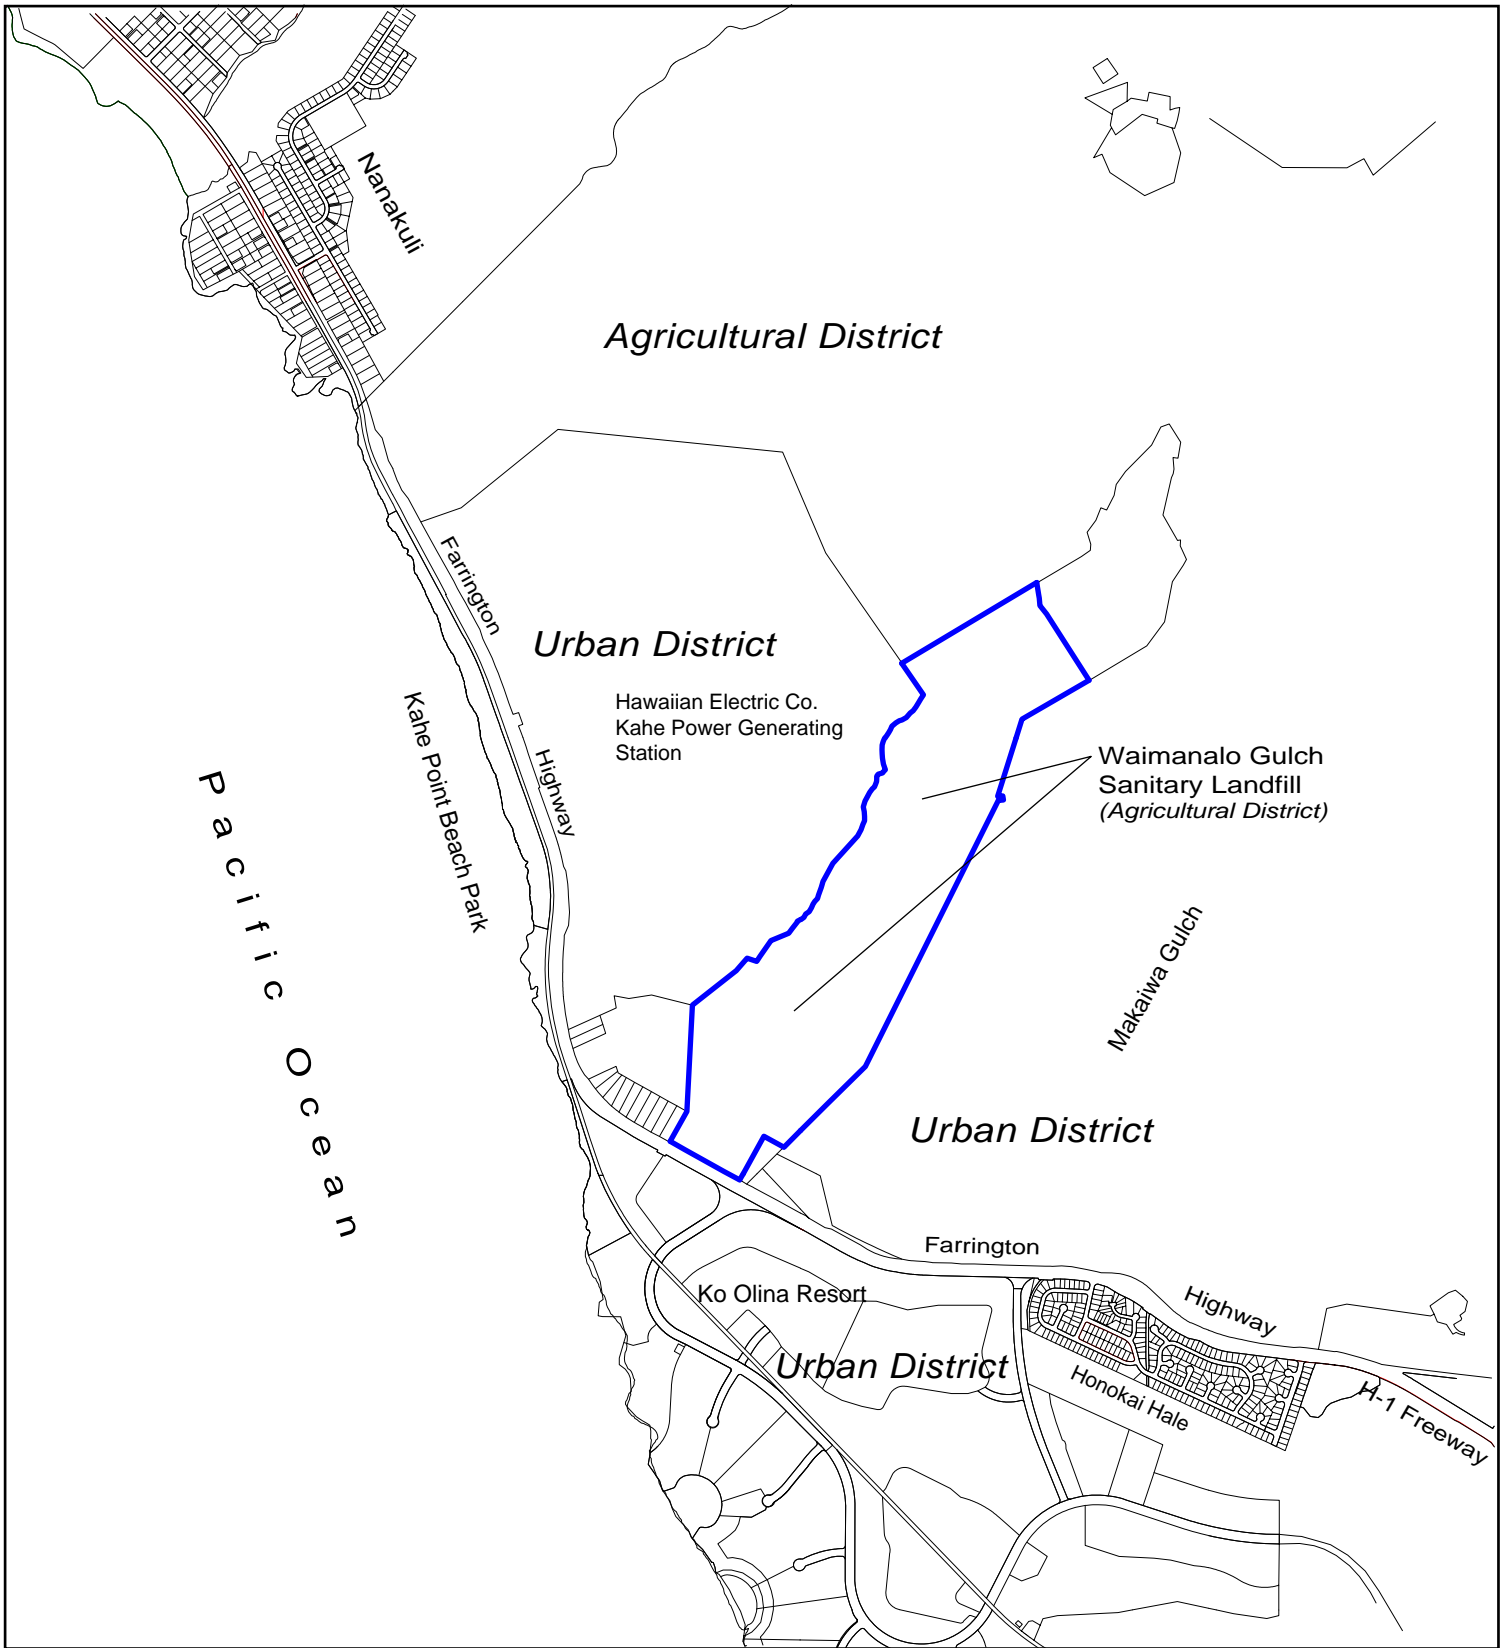 Nanakuli
Agricultural District
Farrington
Highway
Urban District
Hawaiian Electric Co.
Kahe Power Generating
Station
Kahe Point Beach Park
Pacific Ocean
Waimanalo Gulch
Sanitary Landfill
(Agricultural District)
Makaiwa Gulch
Urban District
Farrington
Highway
Ko Olina Resort
Urban District
Honokai Hale
H-1 Freeway